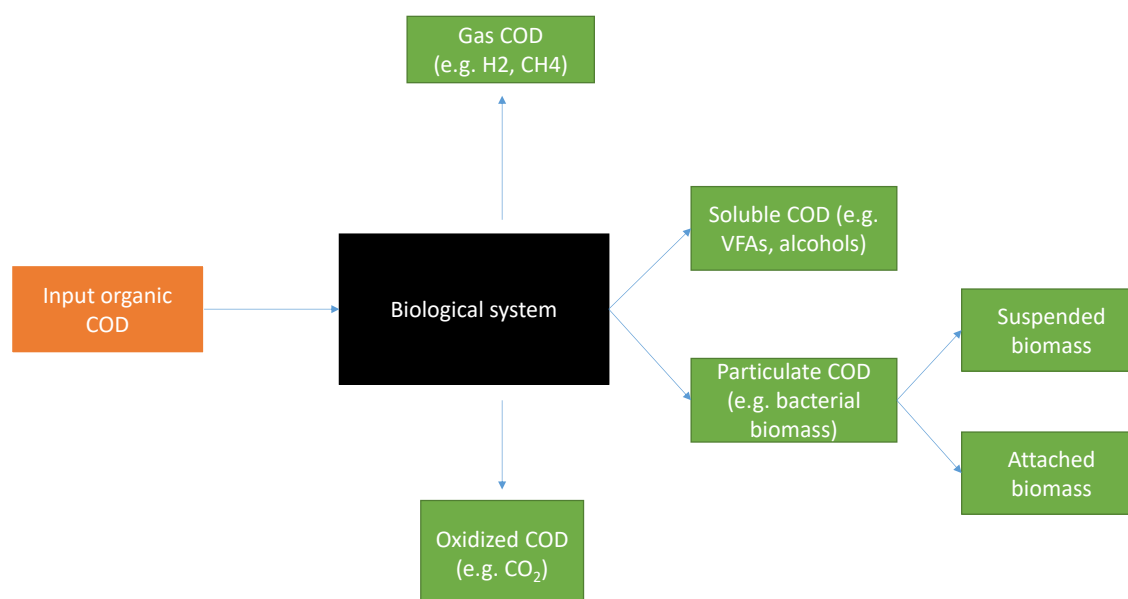 Gas COD
(e.g. H2, CH4)
Soluble COD (e.g.
VFAs, alcohols)
Input organic
COD
Biological system
Suspended
biomass
Particulate COD
(e.g. bacterial
biomass)
Attached
biomass
Oxidized COD
(e.g. CO₂)